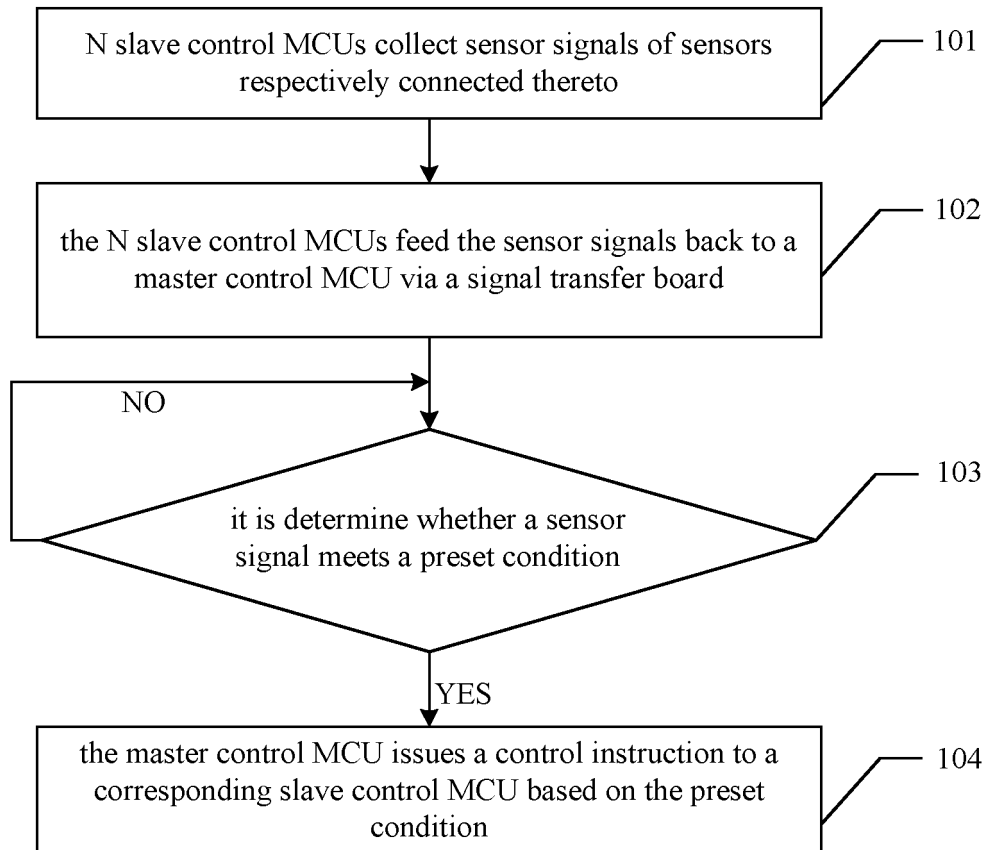 N slave control MCUs collect sensor signals of sensors
respectively connected thereto
101
the N slave control MCUs feed the sensor signals back to a
master control MCU via a signal transfer board
102
NO
it is determine whether a sensor
signal meets a preset condition
103
YES
the master control MCU issues a control instruction to a
corresponding slave control MCU based on the preset
condition
104